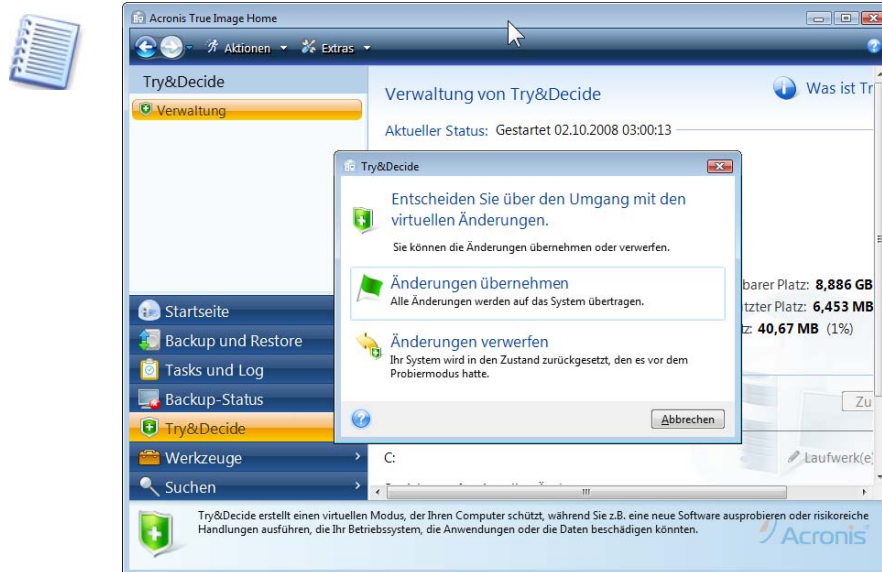 Acronis True Image Home
Aktionen Extras
Try&Decide
Verwaltung
Verwaltung von Try&Decide
Was ist Tr
Aktueller Status: Gestartet 02.10.2008 03:00:13
Try&Decide
Entscheiden Sie über den Umgang mit den
virtuellen Änderungen.
Sie können die Änderungen übernehmen oder verwerfen.
Änderungen übernehmen
Alle Änderungen werden auf das System übertragen.
Änderungen verwerfen
Ihr System wird in den Zustand zurückgesetzt, den es vor dem
Probiermodus hatte.
Abbrechen
barer Platz: 8,886 GB
tzter Platz: 6,453 MB
z: 40,67 MB (1%)
Zu
Startseite
Backup und Restore
Tasks und Log
Backup-Status
Try&Decide
Werkzeuge
Suchen
C:
Laufwerk(e
Try&Decide erstellt einen virtuellen Modus, der Ihren Computer schützt, während Sie z.B. eine neue Software ausprobieren oder risikoreiche
Handlungen ausführen, die Ihr Betriebssystem, die Anwendungen oder die Daten beschädigen könnten.
Acronis